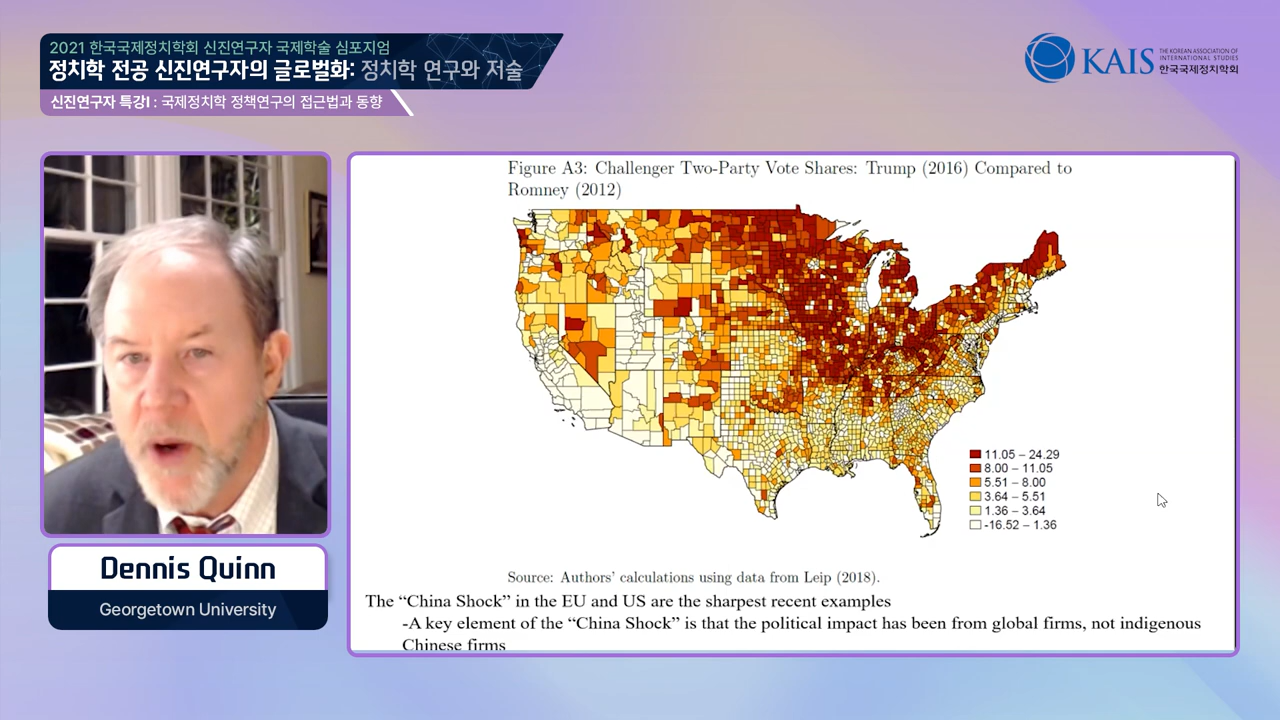 2021 한국국제정치학회 신진연구자 국제학술 심포지엄
정치학 전공 신진연구자의 글로벌화: 정치학 연구와 저술
신진연구자 특강I : 국제정치학 정책연구의 접근법과 동향
KAIS
THE KOREAN ASSOCIATION OF
INTERNATIONAL STUDIES
한국국제정치학회
Figure A3: Challenger Two-Party Vote Shares: Trump (2016) Compared to
Romney (2012)
11.05 – 24.29
8.00 – 11.05
5.51 – 8.00
3.64 – 5.51
1.36 – 3.64
-16.52 – 1.36
Source: Authors' calculations using data from Leip (2018).
The “China Shock” in the EU and US are the sharpest recent examples
-A key element of the “China Shock” is that the political impact has been from global firms, not indigenous
Chinese firms
Dennis Quinn
Georgetown University